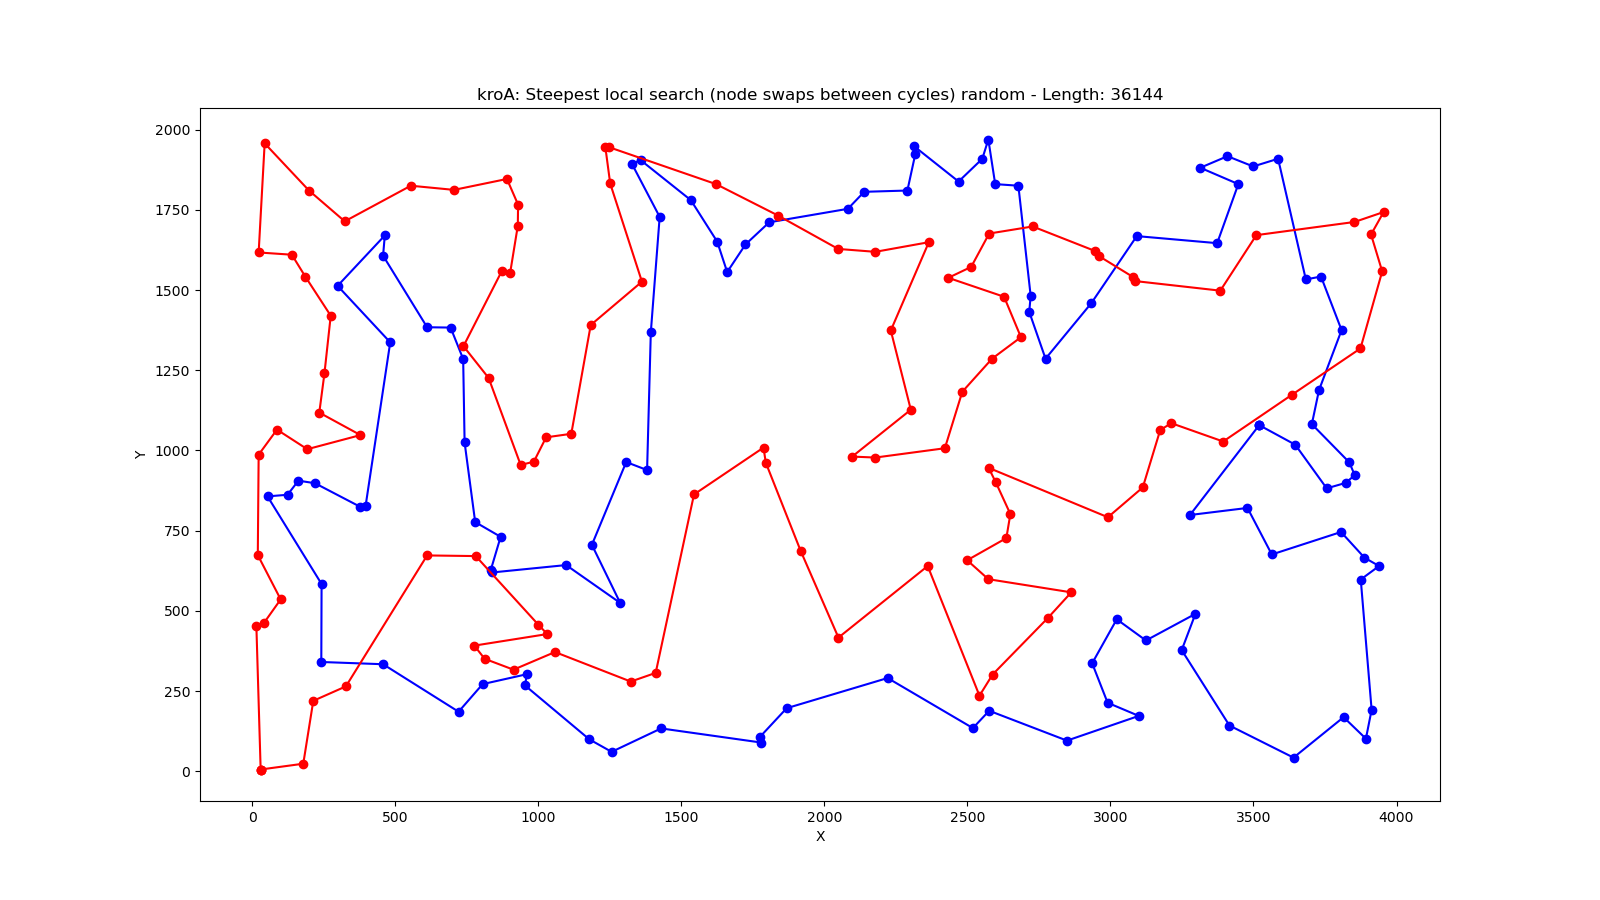 kroA: Steepest local search (node swaps between cycles) random - Length: 36144
2000
1750
1500
1250
1000
750
500
250
0
Y
0 500 1000 1500 2000 2500 3000 3500 4000
X